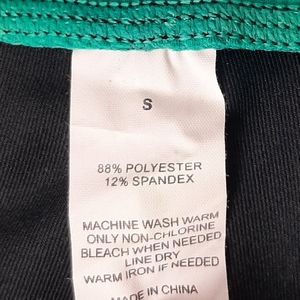 S
88% POLYESTER
12% SPANDEX
MACHINE WASH WARM
ONLY NON-CHLORINE
BLEACH WHEN NEEDED
LINE DRY
WARM IRON IF NEEDED
MADE IN CHINA